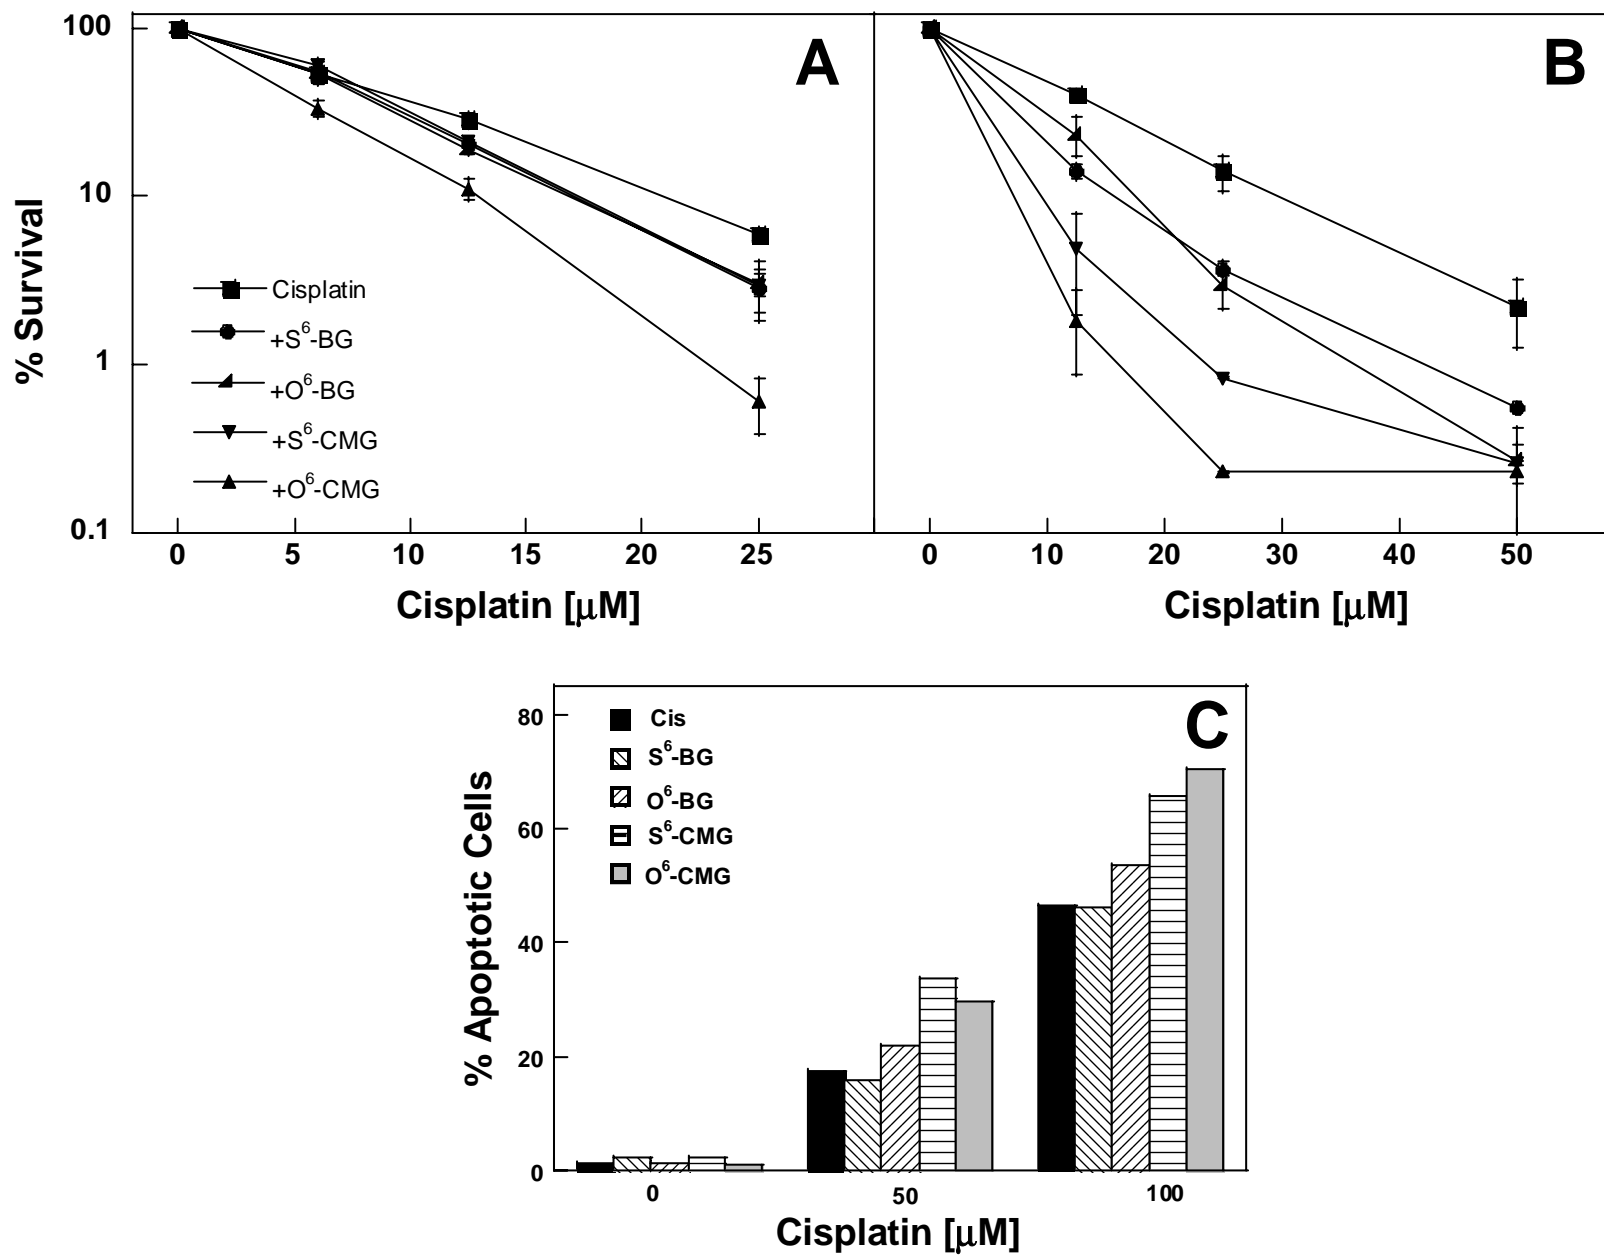 A
B
% Survival
100
10
1
0.1
Cisplatin
+S⁶-BG
+O⁶-BG
+S⁶-CMG
+O⁶-CMG
0 5 10 15 20 25
0 10 20 30 40 50
Cisplatin [μM]
Cisplatin [μM]
C
% Apoptotic Cells
80
60
40
20
0
Cis
S⁶-BG
O⁶-BG
S⁶-CMG
O⁶-CMG
0 50 100
Cisplatin [μM]